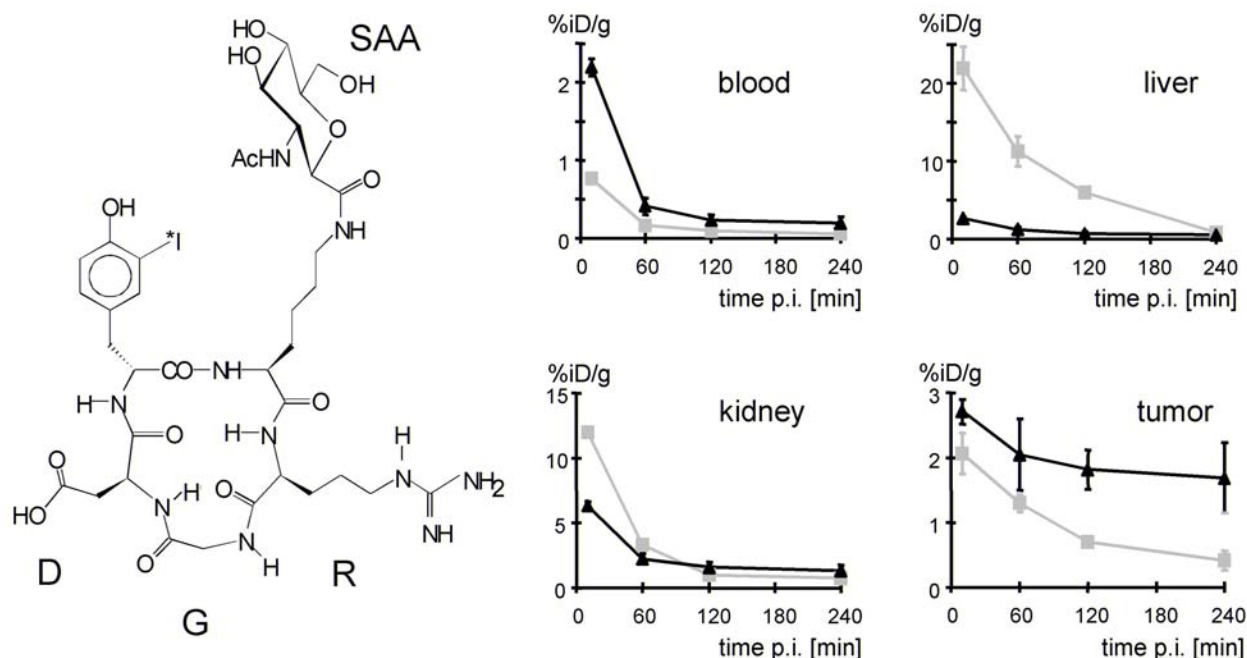 SAA
HO
HO
HO
OH
O
AcHN
O
NH
OH
*I
CO
NH
H
N
O
O
H
N
O
HO
O
N
H
O
N
H
O
H
N
NH2
NH
D
R
G
%iD/g
blood
2
1
0
0 60 120 180 240
time p.i. [min]
%iD/g
liver
20
10
0
0 60 120 180 240
time p.i. [min]
%iD/g
kidney
15
10
5
0
0 60 120 180 240
time p.i. [min]
%iD/g
tumor
3
2
1
0
0 60 120 180 240
time p.i. [min]